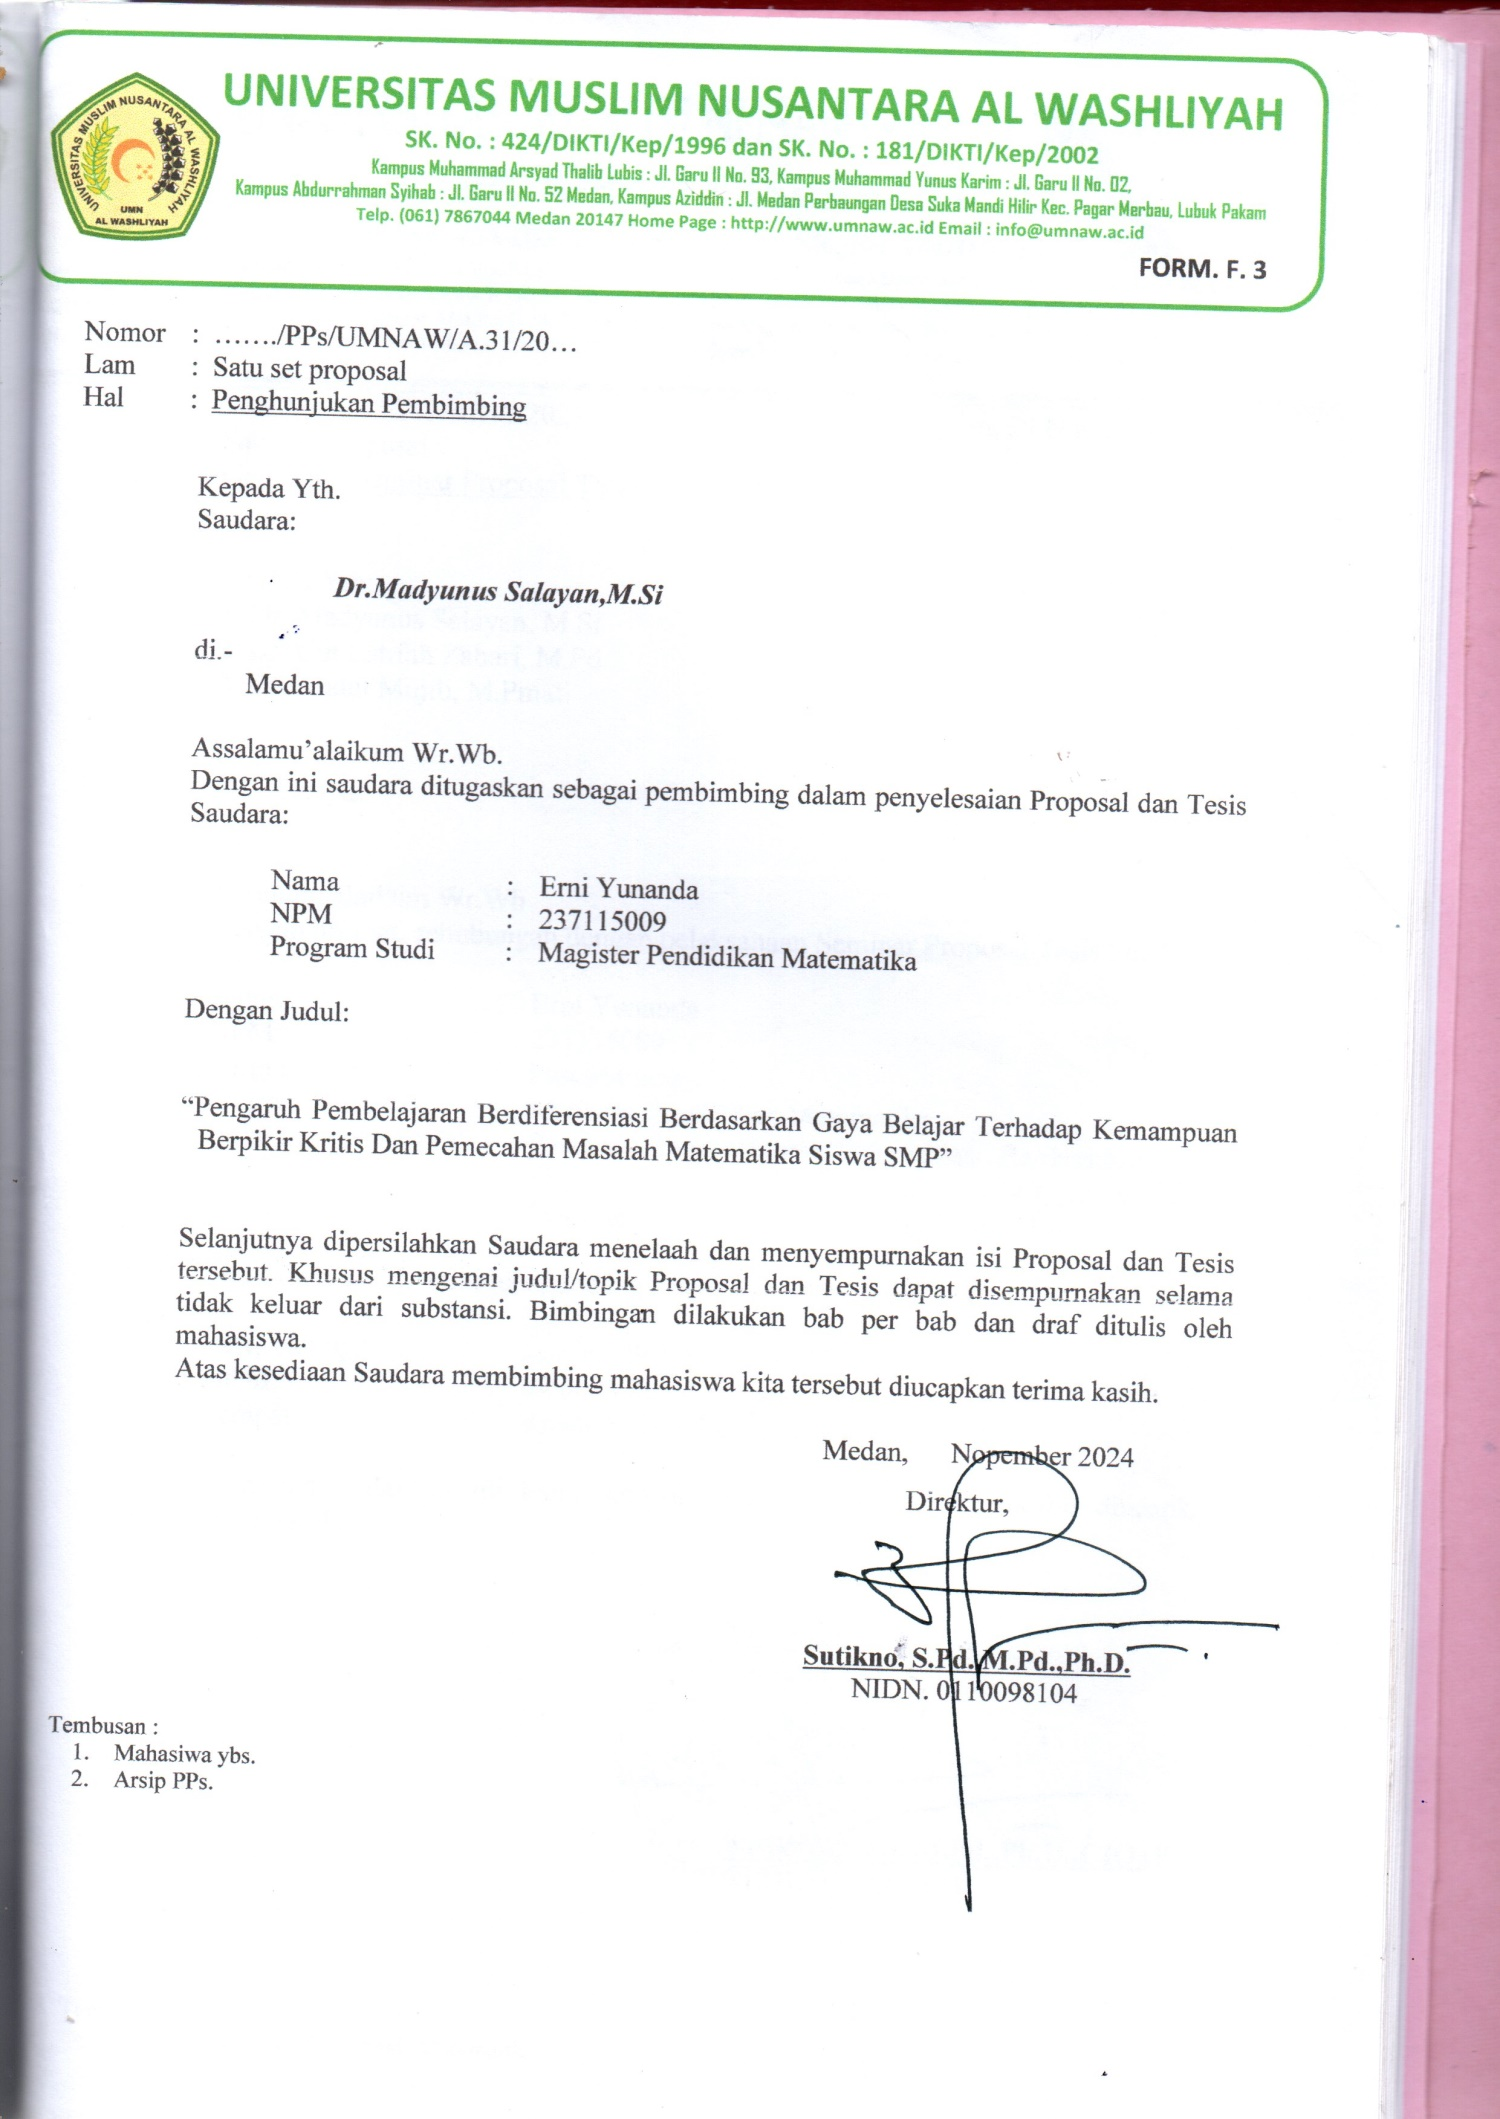 UNIVERSITAS MUSLIM NUSANTARA AL WASHLIYAH
SK. No. : 424/DIKTI/Kep/1996 dan SK. No. : 181/DIKTI/Kep/2002
Kampus Muhammad Arsyad Thalib Lubis : Jl. Garu II No. 93, Kampus Muhammad Yunus Karim : Jl. Garu II No. 02,
Kampus Abdurrahman Syihab : Jl. Garu II No. 52 Medan, Kampus Aziddin : Jl. Medan Perbaungan Desa Suka Mandi Hilir Kec. Pagar Merbau, Lubuk Pakam
Telp. (061) 7867044 Medan 20147 Home Page : http://www.umnaw.ac.id Email : info@umnaw.ac.id
FORM. F. 3
UNIVERSITAS MUSLIM NUSANTARA AL WASHLIYAH
UMN
AL WASHLIYAH
Nomor : ……./PPs/UMNAW/A.31/20…
Lam : Satu set proposal
Hal : Penghunjukan Pembimbing
Kepada Yth.
Saudara:
Dr.Madyunus Salayan,M.Si
di.-
Medan
Assalamu’alaikum Wr.Wb.
Dengan ini saudara ditugaskan sebagai pembimbing dalam penyelesaian Proposal dan Tesis
Saudara:
Nama : Erni Yunanda
NPM : 237115009
Program Studi : Magister Pendidikan Matematika
Dengan Judul:
“Pengaruh Pembelajaran Berdiferensiasi Berdasarkan Gaya Belajar Terhadap Kemampuan
Berpikir Kritis Dan Pemecahan Masalah Matematika Siswa SMP”
Selanjutnya dipersilahkan Saudara menelaah dan menyempurnakan isi Proposal dan Tesis
tersebut. Khusus mengenai judul/topik Proposal dan Tesis dapat disempurnakan selama
tidak keluar dari substansi. Bimbingan dilakukan bab per bab dan draf ditulis oleh
mahasiswa.
Atas kesediaan Saudara membimbing mahasiswa kita tersebut diucapkan terima kasih.
Medan, Nopember 2024
Direktur,
Sutikno, S.Pd.,M.Pd.,Ph.D.
NIDN. 0110098104
Tembusan :
1. Mahasiwa ybs.
2. Arsip PPs.